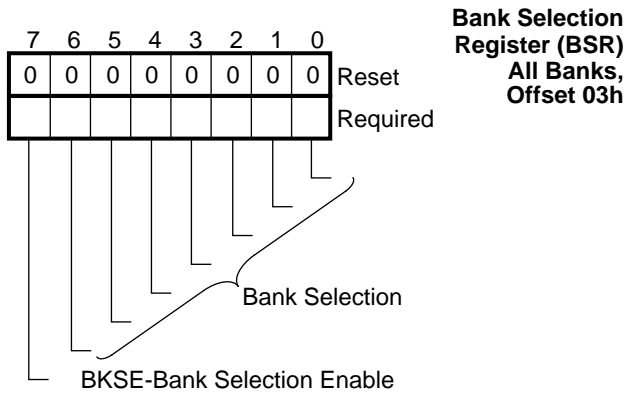 Bank Selection
Register (BSR)
All Banks,
Offset 03h
7 6 5 4 3 2 1 0
0 0 0 0 0 0 0 0 Reset
Required
Bank Selection
BKSE-Bank Selection Enable